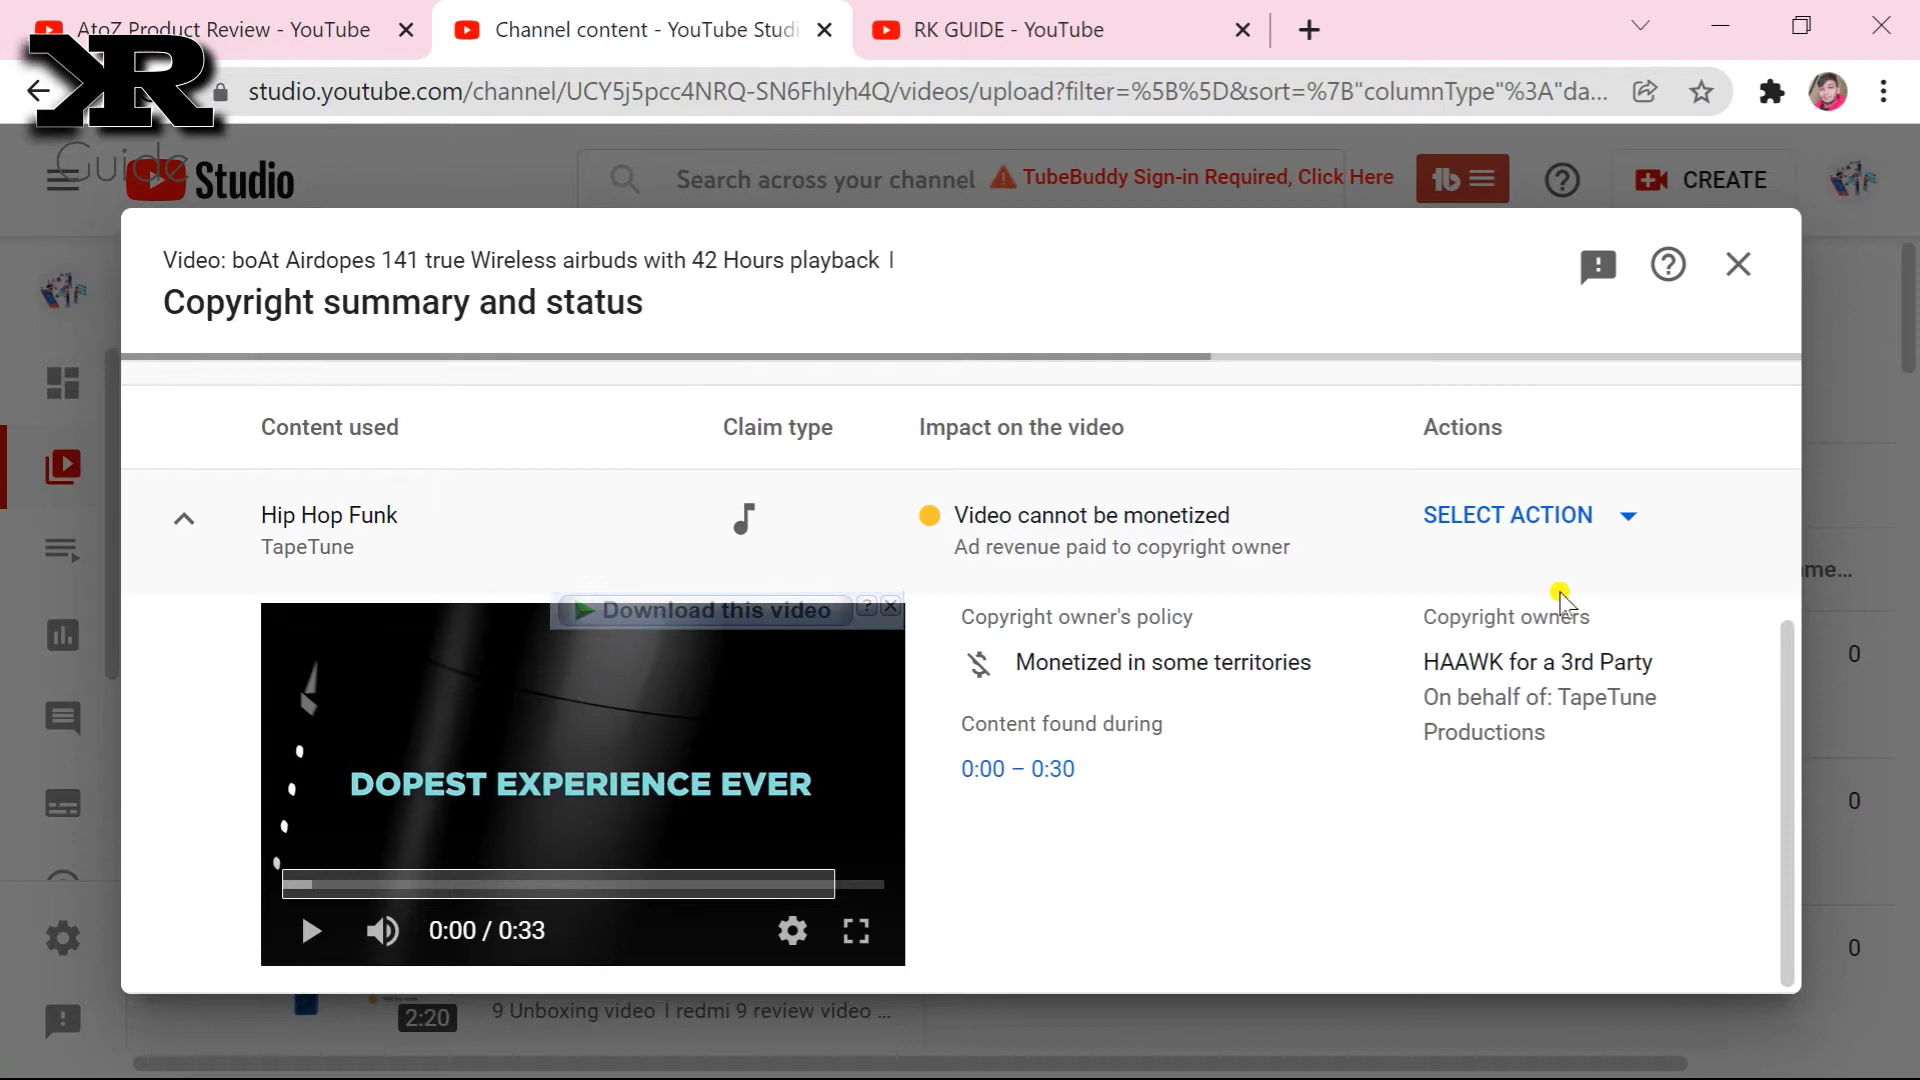 AtoZ Product Review - YouTube
Channel content - YouTube Studi
RK GUIDE - YouTube
studio.youtube.com/channel/UCY5j5pcc4NRQ-SN6FhIyh4Q/videos/upload?filter=%5B%5D&sort=%7B"columnType"%3A"da...
KR
Guide
Studio
Search across your channel
TubeBuddy Sign-in Required, Click Here
tb
CREATE
Video: boAt Airdopes 141 true Wireless airbuds with 42 Hours playback l
Copyright summary and status
Content used
Claim type
Impact on the video
Actions
Hip Hop Funk
TapeTune
Video cannot be monetized
Ad revenue paid to copyright owner
SELECT ACTION
Download this video
DOPEST EXPERIENCE EVER
0:00 / 0:33
Copyright owner's policy
Monetized in some territories
Content found during
0:00 – 0:30
Copyright owners
HAAWK for a 3rd Party
On behalf of: TapeTune
Productions
me...
0
0
0
2:20
9 Unboxing video l redmi 9 review video ...